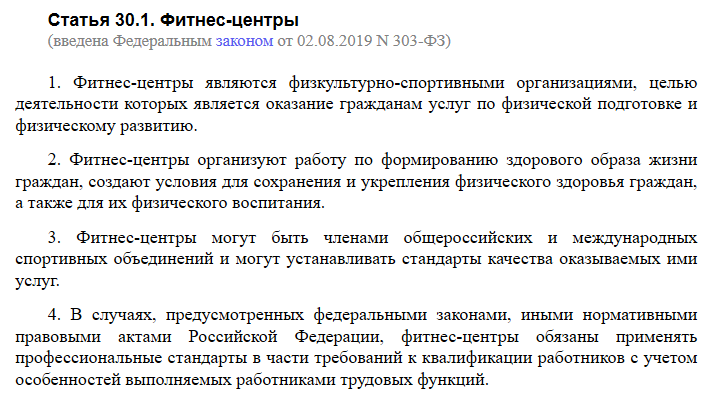 Статья 30.1. Фитнес-центры
(введена Федеральным законом от 02.08.2019 N 303-ФЗ)
1. Фитнес-центры являются физкультурно-спортивными организациями, целью
деятельности которых является оказание гражданам услуг по физической подготовке и
физическому развитию.
2. Фитнес-центры организуют работу по формированию здорового образа жизни
граждан, создают условия для сохранения и укрепления физического здоровья граждан,
а также для их физического воспитания.
3. Фитнес-центры могут быть членами общероссийских и международных
спортивных объединений и могут устанавливать стандарты качества оказываемых ими
услуг.
4. В случаях, предусмотренных федеральными законами, иными нормативными
правовыми актами Российской Федерации, фитнес-центры обязаны применять
профессиональные стандарты в части требований к квалификации работников с учетом
особенностей выполняемых работниками трудовых функций.